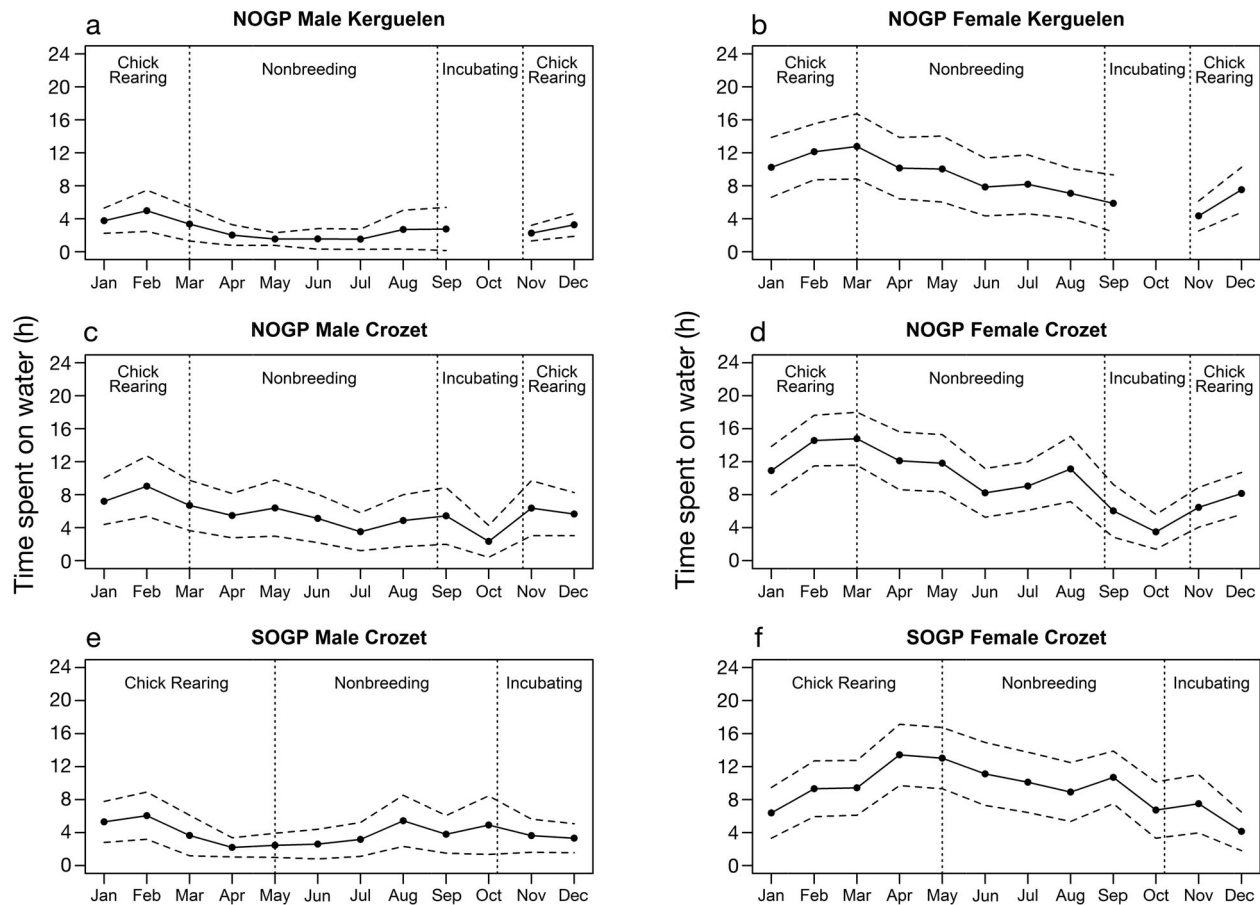 a
NOGP Male Kerguelen
24
20
16
12
8
4
0
Chick
Rearing
Nonbreeding
Incubating
Chick
Rearing
Jan Feb Mar Apr May Jun Jul Aug Sep Oct Nov Dec
b
NOGP Female Kerguelen
24
20
16
12
8
4
0
Chick
Rearing
Nonbreeding
Incubating
Chick
Rearing
Jan Feb Mar Apr May Jun Jul Aug Sep Oct Nov Dec
Time spent on water (h)
c
NOGP Male Crozet
24
20
16
12
8
4
0
Chick
Rearing
Nonbreeding
Incubating
Chick
Rearing
Jan Feb Mar Apr May Jun Jul Aug Sep Oct Nov Dec
Time spent on water (h)
d
NOGP Female Crozet
24
20
16
12
8
4
0
Chick
Rearing
Nonbreeding
Incubating
Chick
Rearing
Jan Feb Mar Apr May Jun Jul Aug Sep Oct Nov Dec
e
SOGP Male Crozet
24
20
16
12
8
4
0
Chick Rearing
Nonbreeding
Incubating
Jan Feb Mar Apr May Jun Jul Aug Sep Oct Nov Dec
f
SOGP Female Crozet
24
20
16
12
8
4
0
Chick Rearing
Nonbreeding
Incubating
Jan Feb Mar Apr May Jun Jul Aug Sep Oct Nov Dec